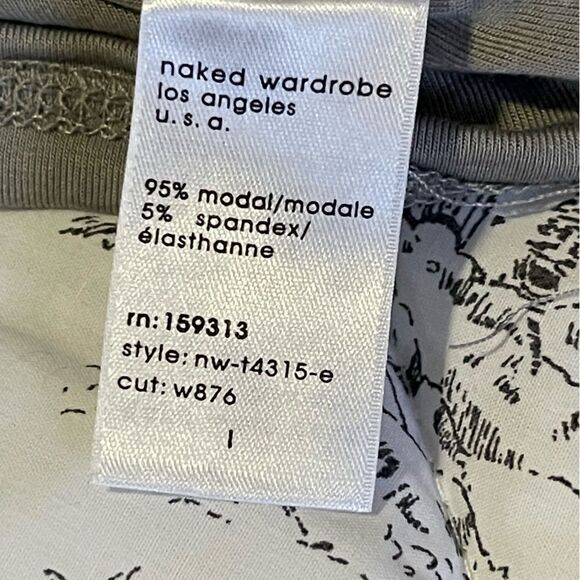 naked wardrobe
los angeles
u.s.a.
95% modal/modale
5% spandex/
élasthanne
rn:159313
style: nw-t4315-e
cut: w876
l